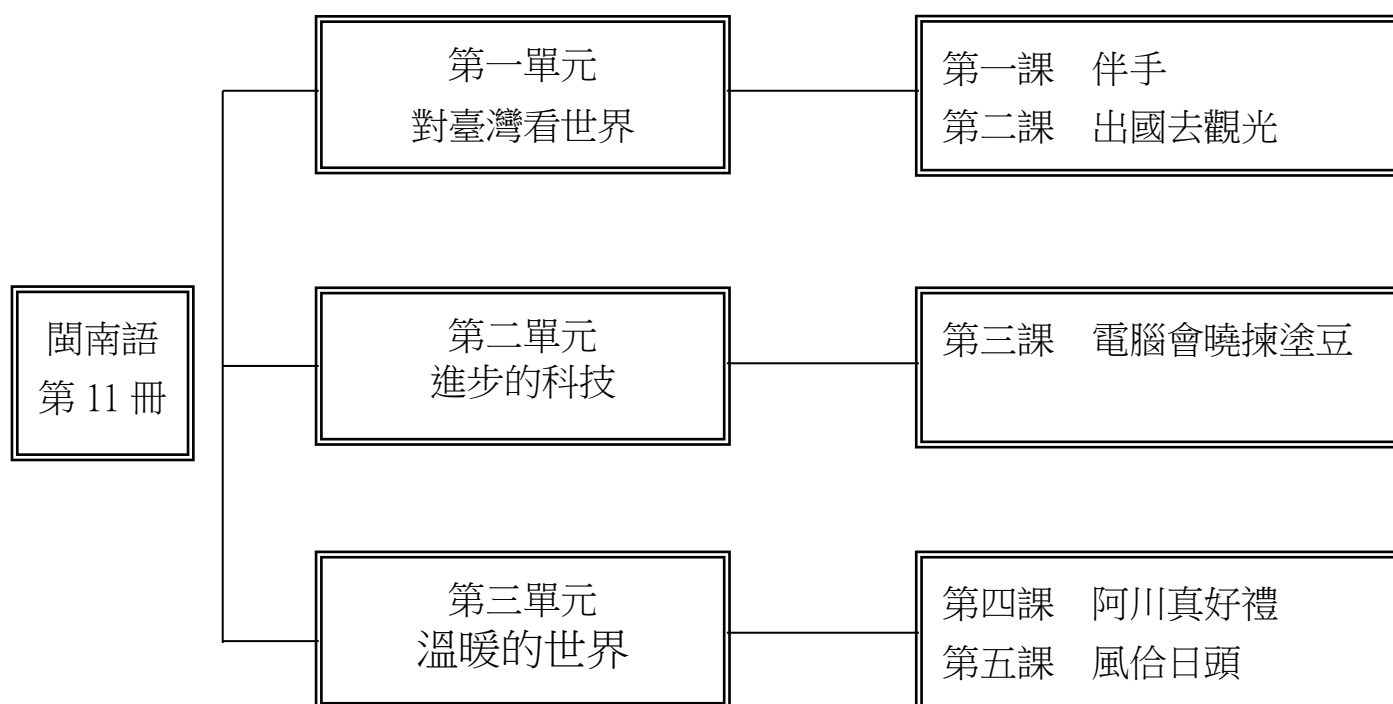 第一單元
對臺灣看世界
第一課　伴手
第二課　出國去觀光
閩南語
第 11 冊
第二單元
進步的科技
第三課　電腦會曉揀塗豆
第三單元
溫暖的世界
第四課　阿川真好禮
第五課　風佮日頭